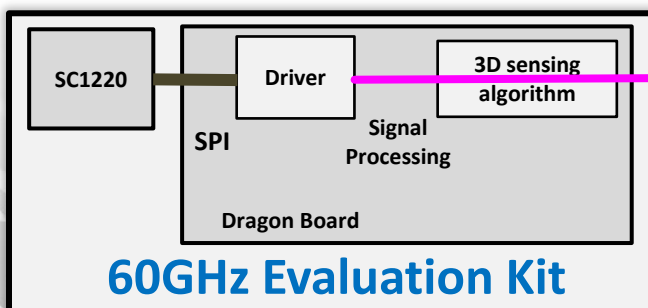 SC1220
Driver
3D sensing
algorithm
SPI
Signal
Processing
Dragon Board
60GHz Evaluation Kit